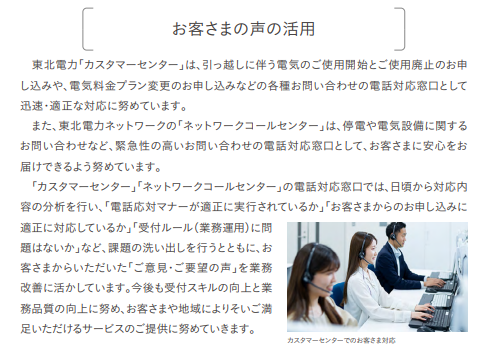 お客さまの声の活用
東北電力「カスタマーセンター」は、引っ越しに伴う電気のご使用開始とご使用廃止のお申
し込みや、電気料金プラン変更のお申し込みなどの各種お問い合わせの電話対応窓口として
迅速・適正な対応に努めています。
また、東北電力ネットワークの「ネットワークコールセンター」は、停電や電気設備に関する
お問い合わせなど、緊急性の高いお問い合わせの電話対応窓口として、お客さまに安心をお
届けできるよう努めています。
「カスタマーセンター」「ネットワークコールセンター」の電話対応窓口では、日頃から対応内
容の分析を行い、「電話応対マナーが適正に実行されているか」「お客さまからのお申し込みに
適正に対応しているか」「受付ルール（業務運用）に問
題はないか」など、課題の洗い出しを行うとともに、お
客さまからいただいた「ご意見・ご要望の声」を業務
改善に活かしています。今後も受付スキルの向上と業
務品質の向上に努め、お客さまや地域によりそいご満
足いただけるサービスのご提供に努めていきます。
カスタマーセンターでのお客さま対応